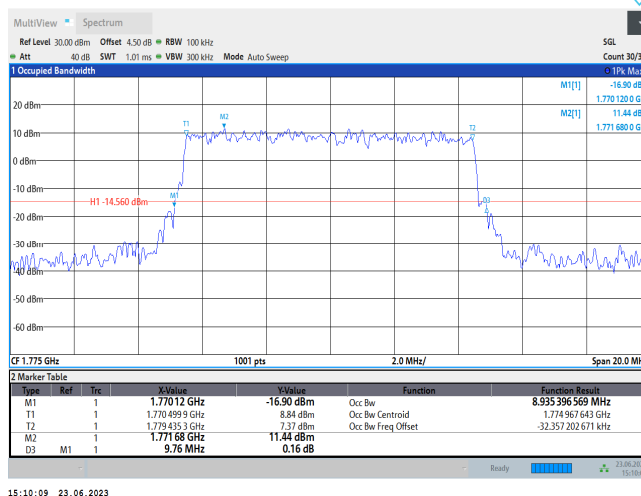 MultiView Spectrum
Ref Level 30.00 dBm Offset 4.50 dB RBW 100 kHz SGL
Att 40 dB SWT 1.01 ms VBW 300 kHz Mode Auto Sweep Count 30/3
1 Occupied Bandwidth 1Pk Max
M1[1] -16.90 dB
1.770 120 0 G
M2[1] 11.44 dB
1.771 680 0 G
20 dBm
M2
T1
T2
10 dBm
0 dBm
-10 dBm
M1
D3
H1 -14,560 dBm
-20 dBm
-30 dBm
-40 dBm
-50 dBm
-60 dBm
CF 1.775 GHz 1001 pts 2.0 MHz/ Span 20.0 MH
2 Marker Table
Type Ref Trc X-Value Y-Value Function Function Result
M1 1 1.77012 GHz -16.90 dBm Occ Bw 8.935 396 569 MHz
T1 1 1.770 499 9 GHz 8.84 dBm Occ Bw Centroid 1.774 967 643 GHz
T2 1 1.779 435 3 GHz 7.37 dBm Occ Bw Freq Offset -32.357 202 671 kHz
M2 1 1.77168 GHz 11.44 dBm
D3 M1 1 9.76 MHz 0.16 dB
Ready 23.06.20
15:10:
15:10:09 23.06.2023